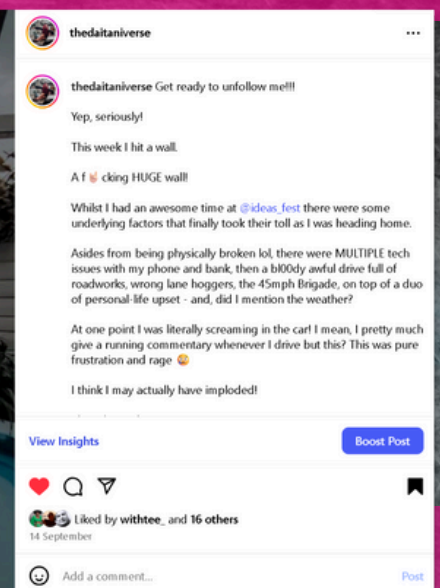 thedaitaniverse
thedaitaniverse Get ready to unfollow me!!!
Yep, seriously!
This week I hit a wall.
A f🤘🏻cking HUGE wall!
Whilst I had an awesome time at @ideas_fest there were some
underlying factors that finally took their toll as I was heading home.
Asides from being physically broken lol, there were MULTIPLE tech
issues with my phone and bank, then a bl00dy awful drive full of
roadworks, wrong lane hoggers, the 45mph Brigade, on top of a duo
of personal-life upset - and, did I mention the weather?
At one point I was literally screaming in the car! I mean, I pretty much
give a running commentary whenever I drive but this? This was pure
frustration and rage 🤪
I think I may actually have imploded!
View Insights
Boost Post
Liked by withtee_ and 16 others
14 September
Add a comment...
Post